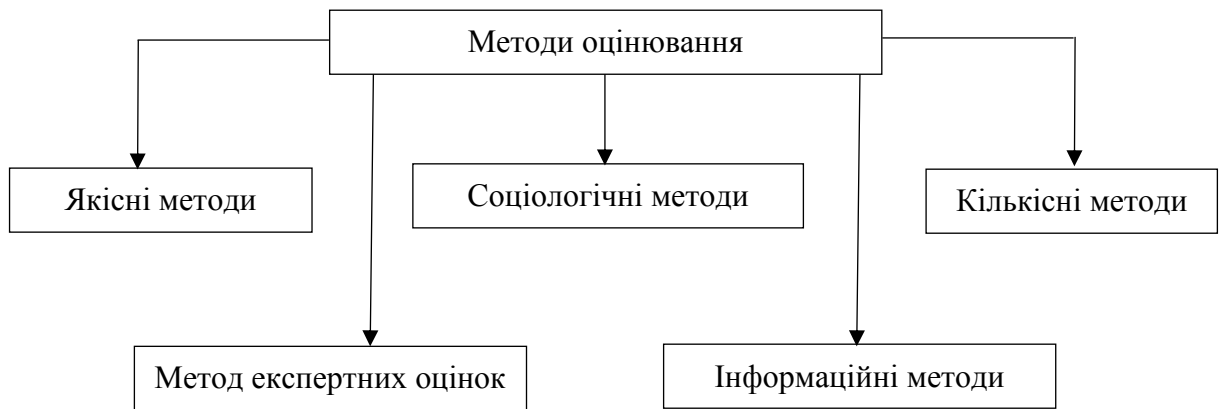 Методи оцінювання
Якісні методи
Соціологічні методи
Кількісні методи
Метод експертних оцінок
Інформаційні методи